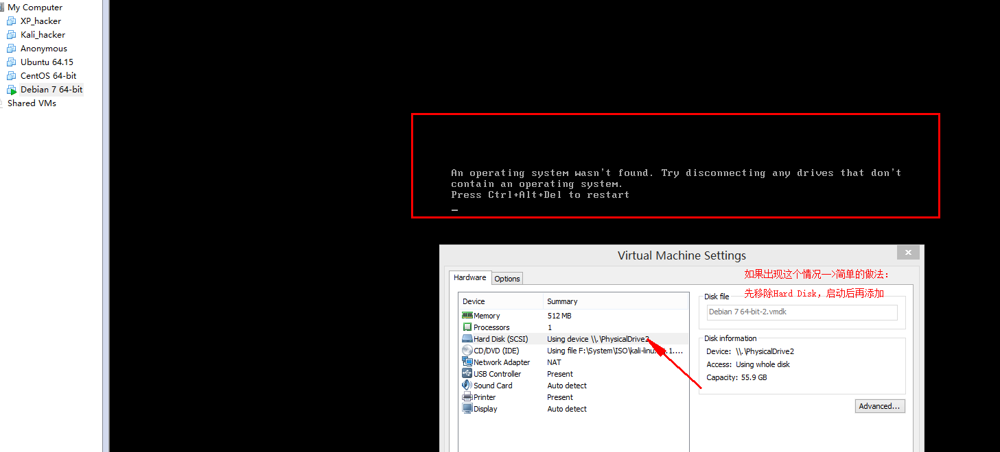 My Computer
XP_hacker
Kali_hacker
Anonymous
Ubuntu 64.15
CentOS 64-bit
Debian 7 64-bit
Shared VMs
An operating system wasn't found. Try disconnecting any drives that don't
contain an operating system.
Press Ctrl+Alt+Del to restart
Virtual Machine Settings
Hardware
Options
如果出现这个情况—>简单的做法:
先移除Hard Disk，启动后再添加
Device Summary
Memory 512 MB
Processors 1
Hard Disk (SCSI) Using device \\.\PhysicalDrive2
CD/DVD (IDE) Using file F:\System\ISO\kali-linu .1....
Network Adapter NAT
USB Controller Present
Sound Card Auto detect
Printer Present
Display Auto detect
Disk file
Debian 7 64-bit-2.vmdk
Disk information
Device: \\.\PhysicalDrive2
Access: Using whole disk
Capacity: 55.9 GB
Advanced...